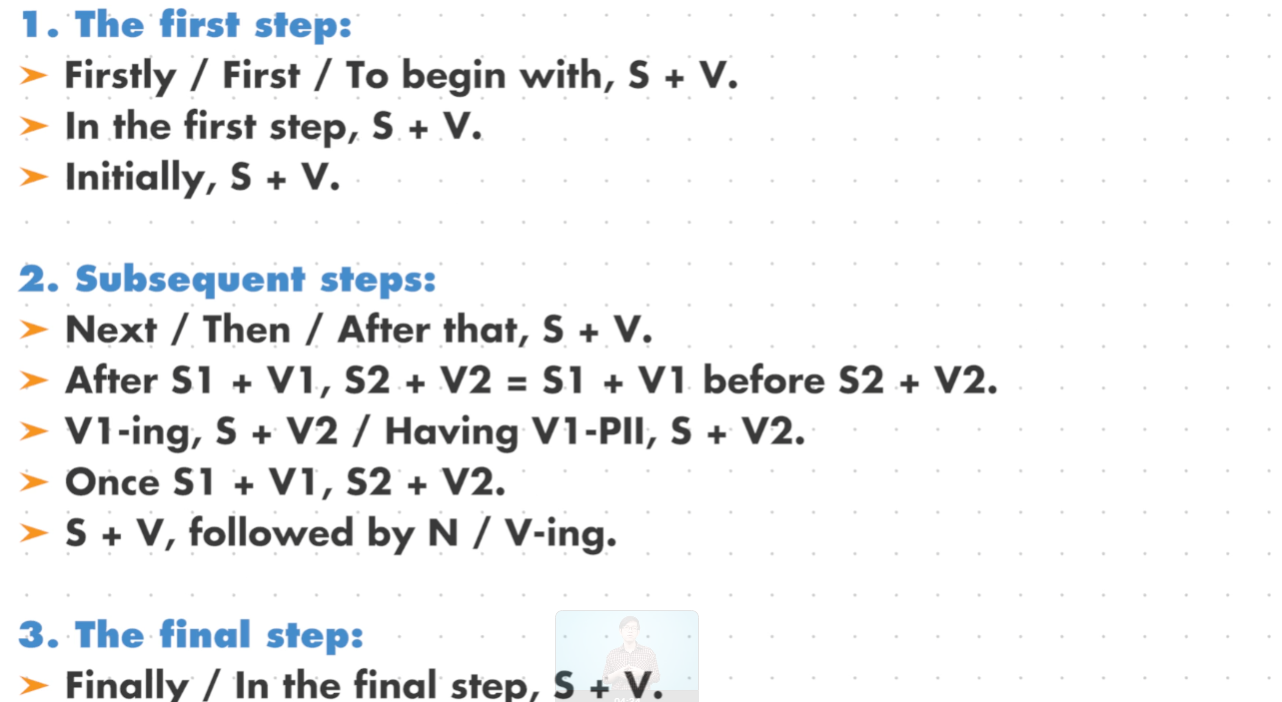 1. The first step:
➤ Firstly / First / To begin with, S + V.
➤ In the first step, S + V.
➤ Initially, S + V.
2. Subsequent steps:
➤ Next / Then / After that, S + V.
➤ After S1 + V1, S2 + V2 = S1 + V1 before S2 + V2.
➤ V1-ing, S + V2 / Having V1-PII, S + V2.
➤ Once S1 + V1, S2 + V2.
➤ S + V, followed by N / V-ing.
3. The final step:
➤ Finally / In the final step, S + V.